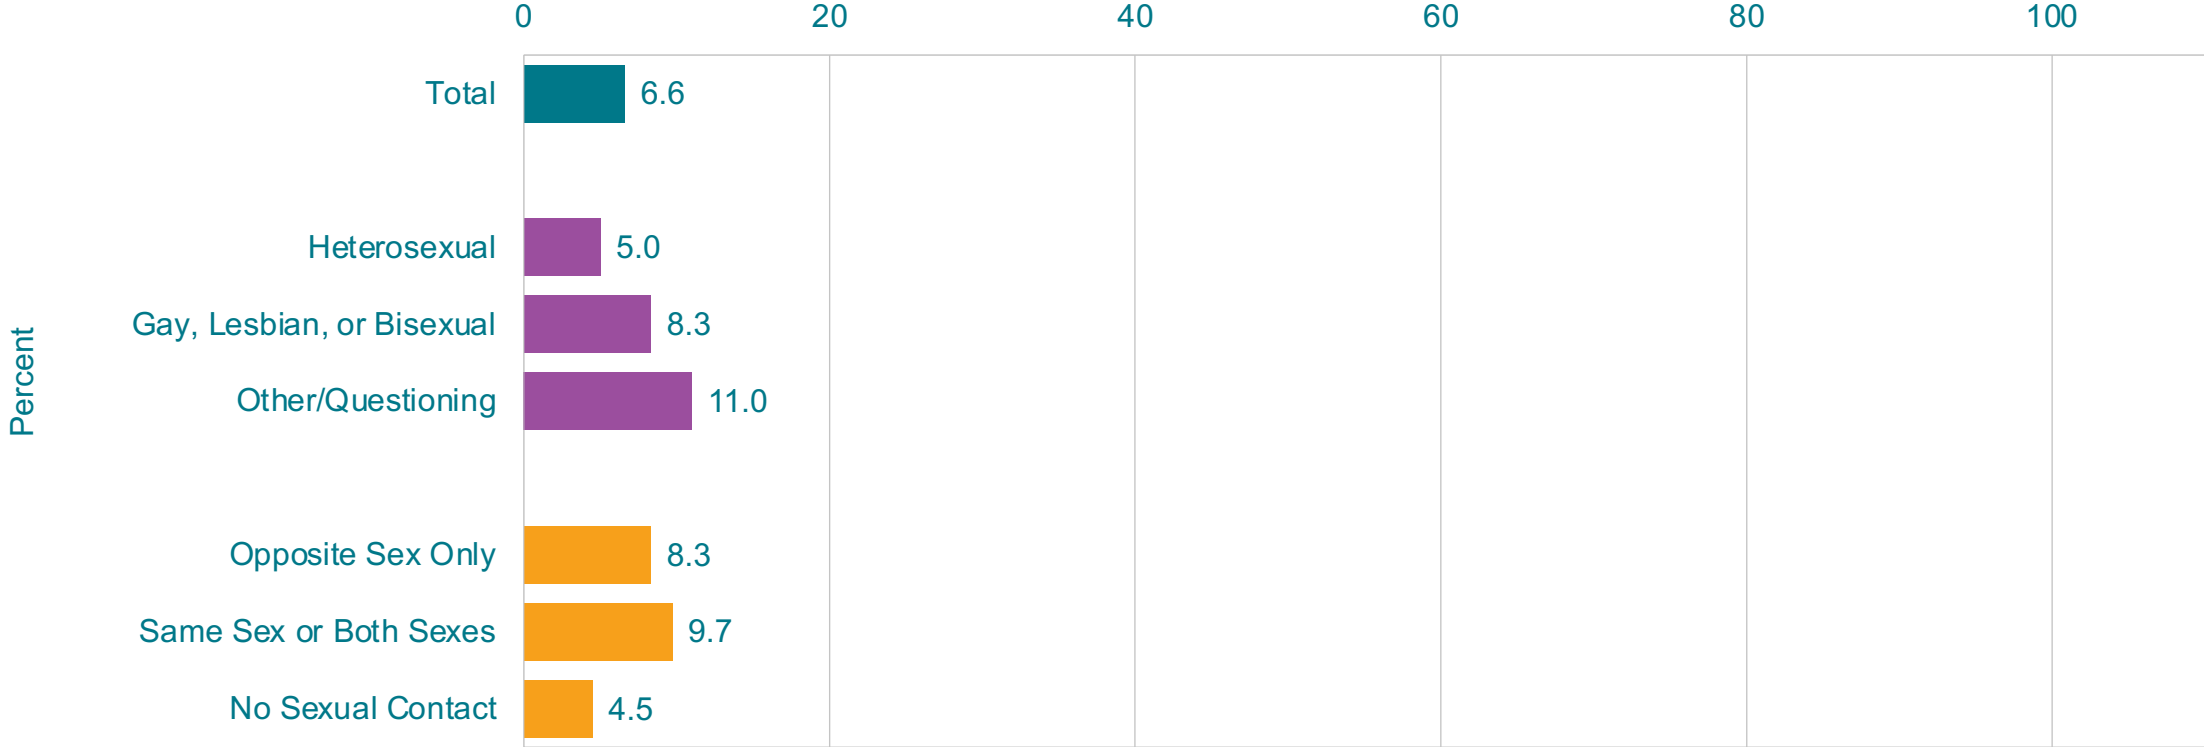 0 20 40 60 80 100
Total 6.6
Heterosexual 5.0
Gay, Lesbian, or Bisexual 8.3
Other/Questioning 11.0
Opposite Sex Only 8.3
Same Sex or Both Sexes 9.7
No Sexual Contact 4.5
Percent